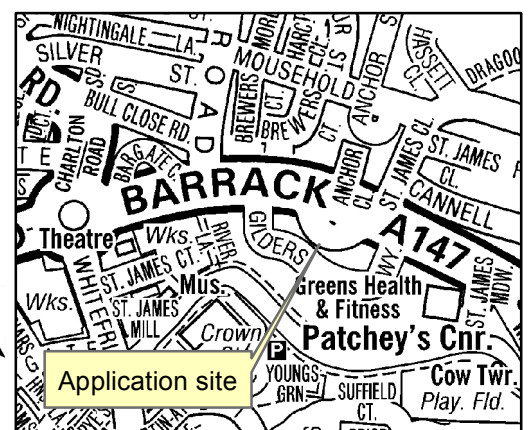 NIGHTINGALE LA.
SILVER
ST.
ROAD
MOUSEHOLD
ANCHOR
CL.
HASSETT
CL.
DRAGOO
RD
BULL CLOSE RD.
BREWERS
CT.
BREWERS
CT.
ST. JAMES CL.
ST. JAMES
CL.
CANNELL
CHARLTON
ROAD
BARGATE C.
BARRACK
ANCHOR
CL.
A147
Theatre
Wks.
RIVER
LA.
GILDERS
WY.
ST. JAMES
MDW.
ST. JAMES CT.
Mus.
Greens Health
& Fitness
Wks.
WHITEFRI
ST. JAMES
MILL
Crown
Patchey's Cnr.
Application site
P
YOUNGS
GRN.
SUFFIELD
CT.
Cow Twr.
Play. Fld.